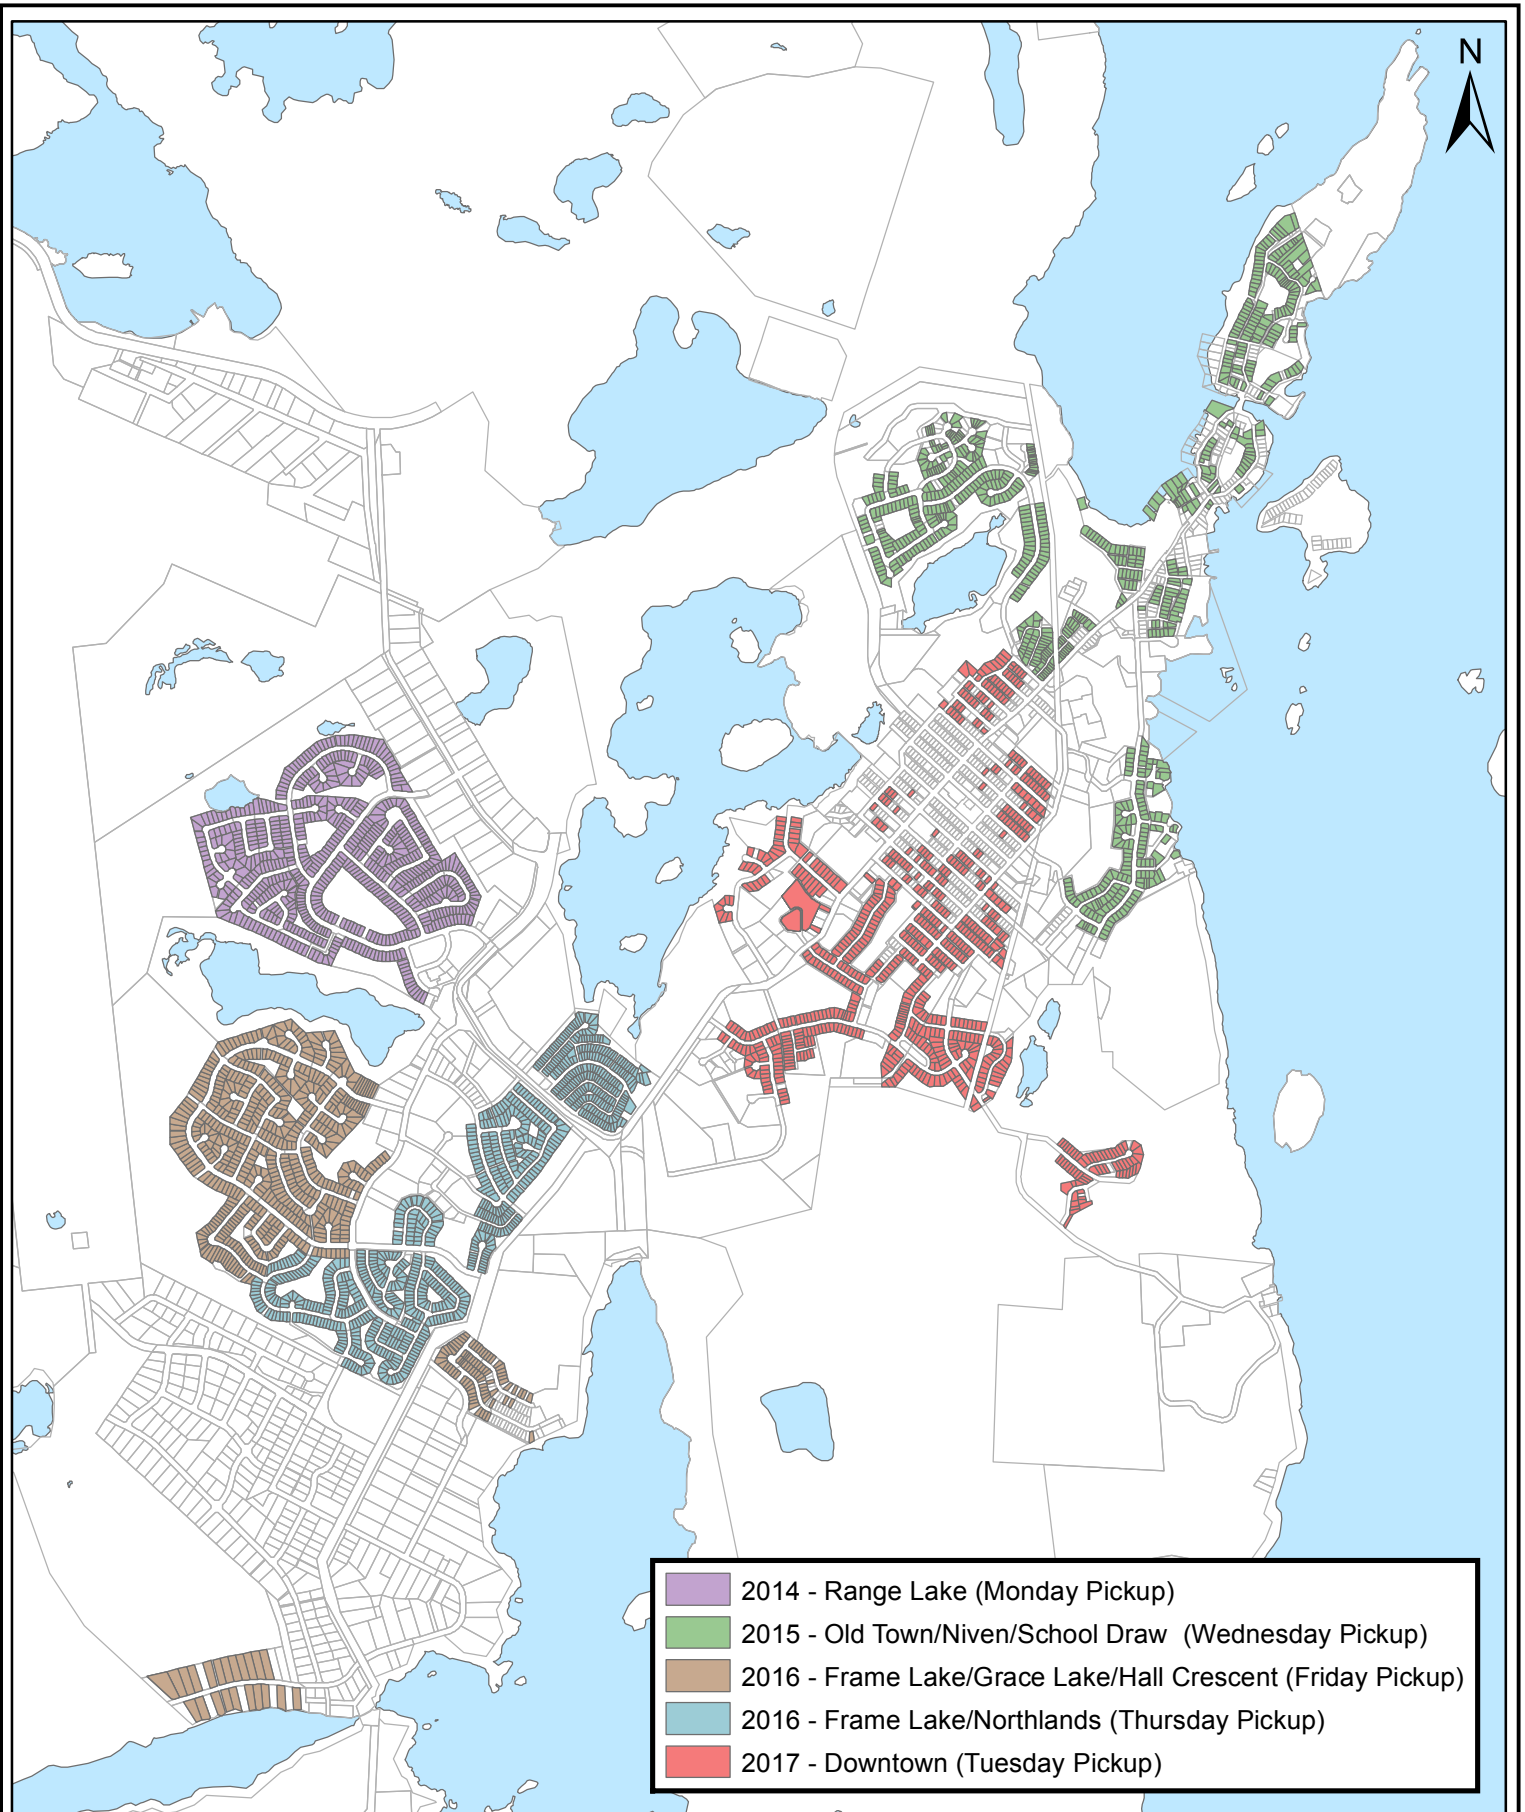 N
2014 - Range Lake (Monday Pickup)
2015 - Old Town/Niven/School Draw (Wednesday Pickup)
2016 - Frame Lake/Grace Lake/Hall Crescent (Friday Pickup)
2016 - Frame Lake/Northlands (Thursday Pickup)
2017 - Downtown (Tuesday Pickup)